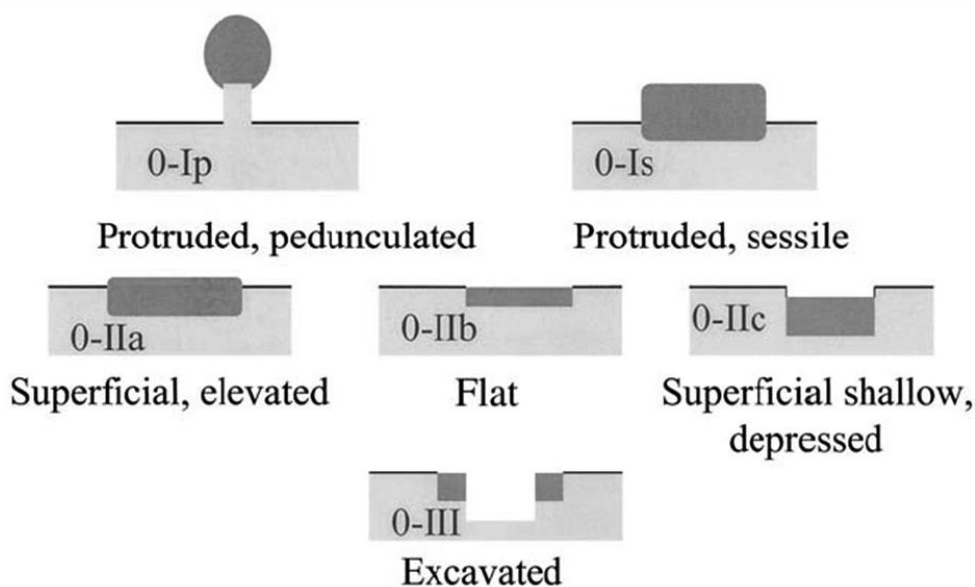 0-Ip
0-Is
Protruded, pedunculated
Protruded, sessile
0-IIa
0-IIb
0-IIc
Superficial, elevated
Flat
Superficial shallow,
depressed
0-III
Excavated